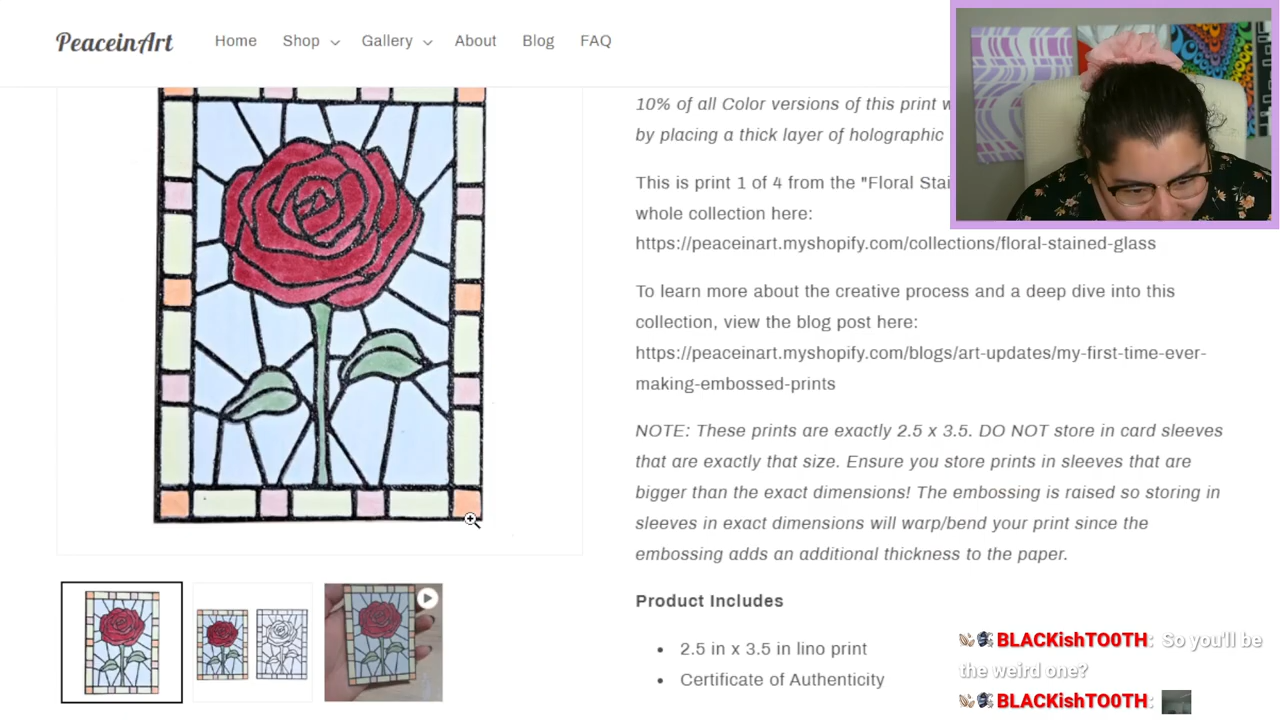 PeaceinArt
Home Shop Gallery About Blog FAQ
10% of all Color versions of this print
by placing a thick layer of holographic
This is print 1 of 4 from the "Floral
whole collection here:
https://peaceinart.myshopify.com/collections/floral-stained-glass
To learn more about the creative process and a deep dive into this
collection, view the blog post here:
https://peaceinart.myshopify.com/blogs/art-updates/my-first-time-ever-
making-embossed-prints
NOTE: These prints are exactly 2.5 x 3.5. DO NOT store in card sleeves
that are exactly that size. Ensure you store prints in sleeves that are
bigger than the exact dimensions! The embossing is raised so storing in
sleeves in exact dimensions will warp/bend your print since the
embossing adds an additional thickness to the paper.
Product Includes
• 2.5 in x 3.5 in lino print
• Certificate of Authenticity
BLACKishTO0TH: So you'll be
the weird one?
BLACKishTO0TH: